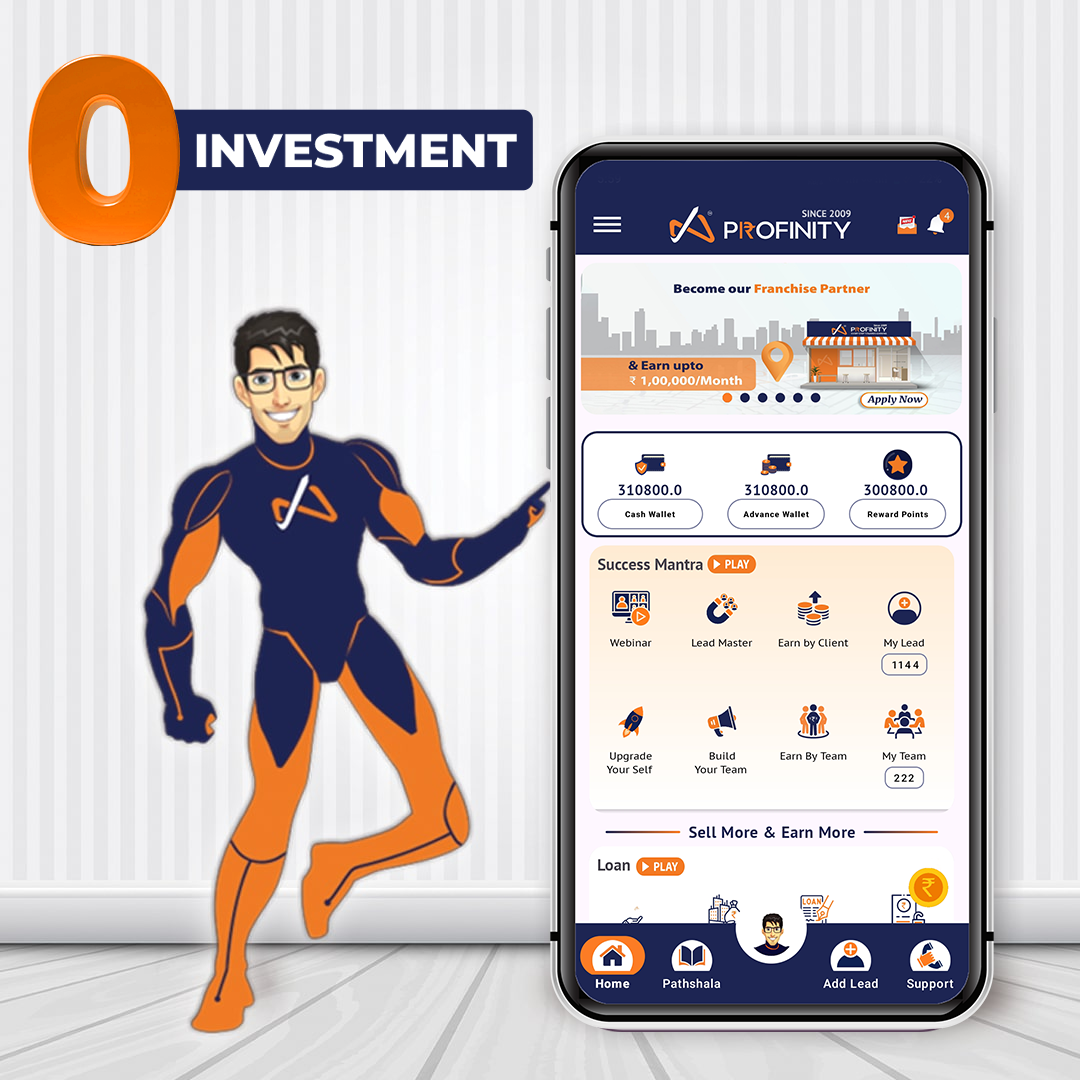 0 INVESTMENT
SINCE 2009
PROFINITY
4
Become our Franchise Partner
PROFINITY
& Earn upto
₹ 1,00,000/Month
Apply Now
310800.0 310800.0 300800.0
Cash Wallet Advance Wallet Reward Points
Success Mantra PLAY
Webinar Lead Master Earn by Client My Lead
1144
Upgrade Your Self
Build Your Team
Earn By Team
My Team
222
Sell More & Earn More
Loan PLAY
LOAN
₹
Home Pathshala Add Lead Support